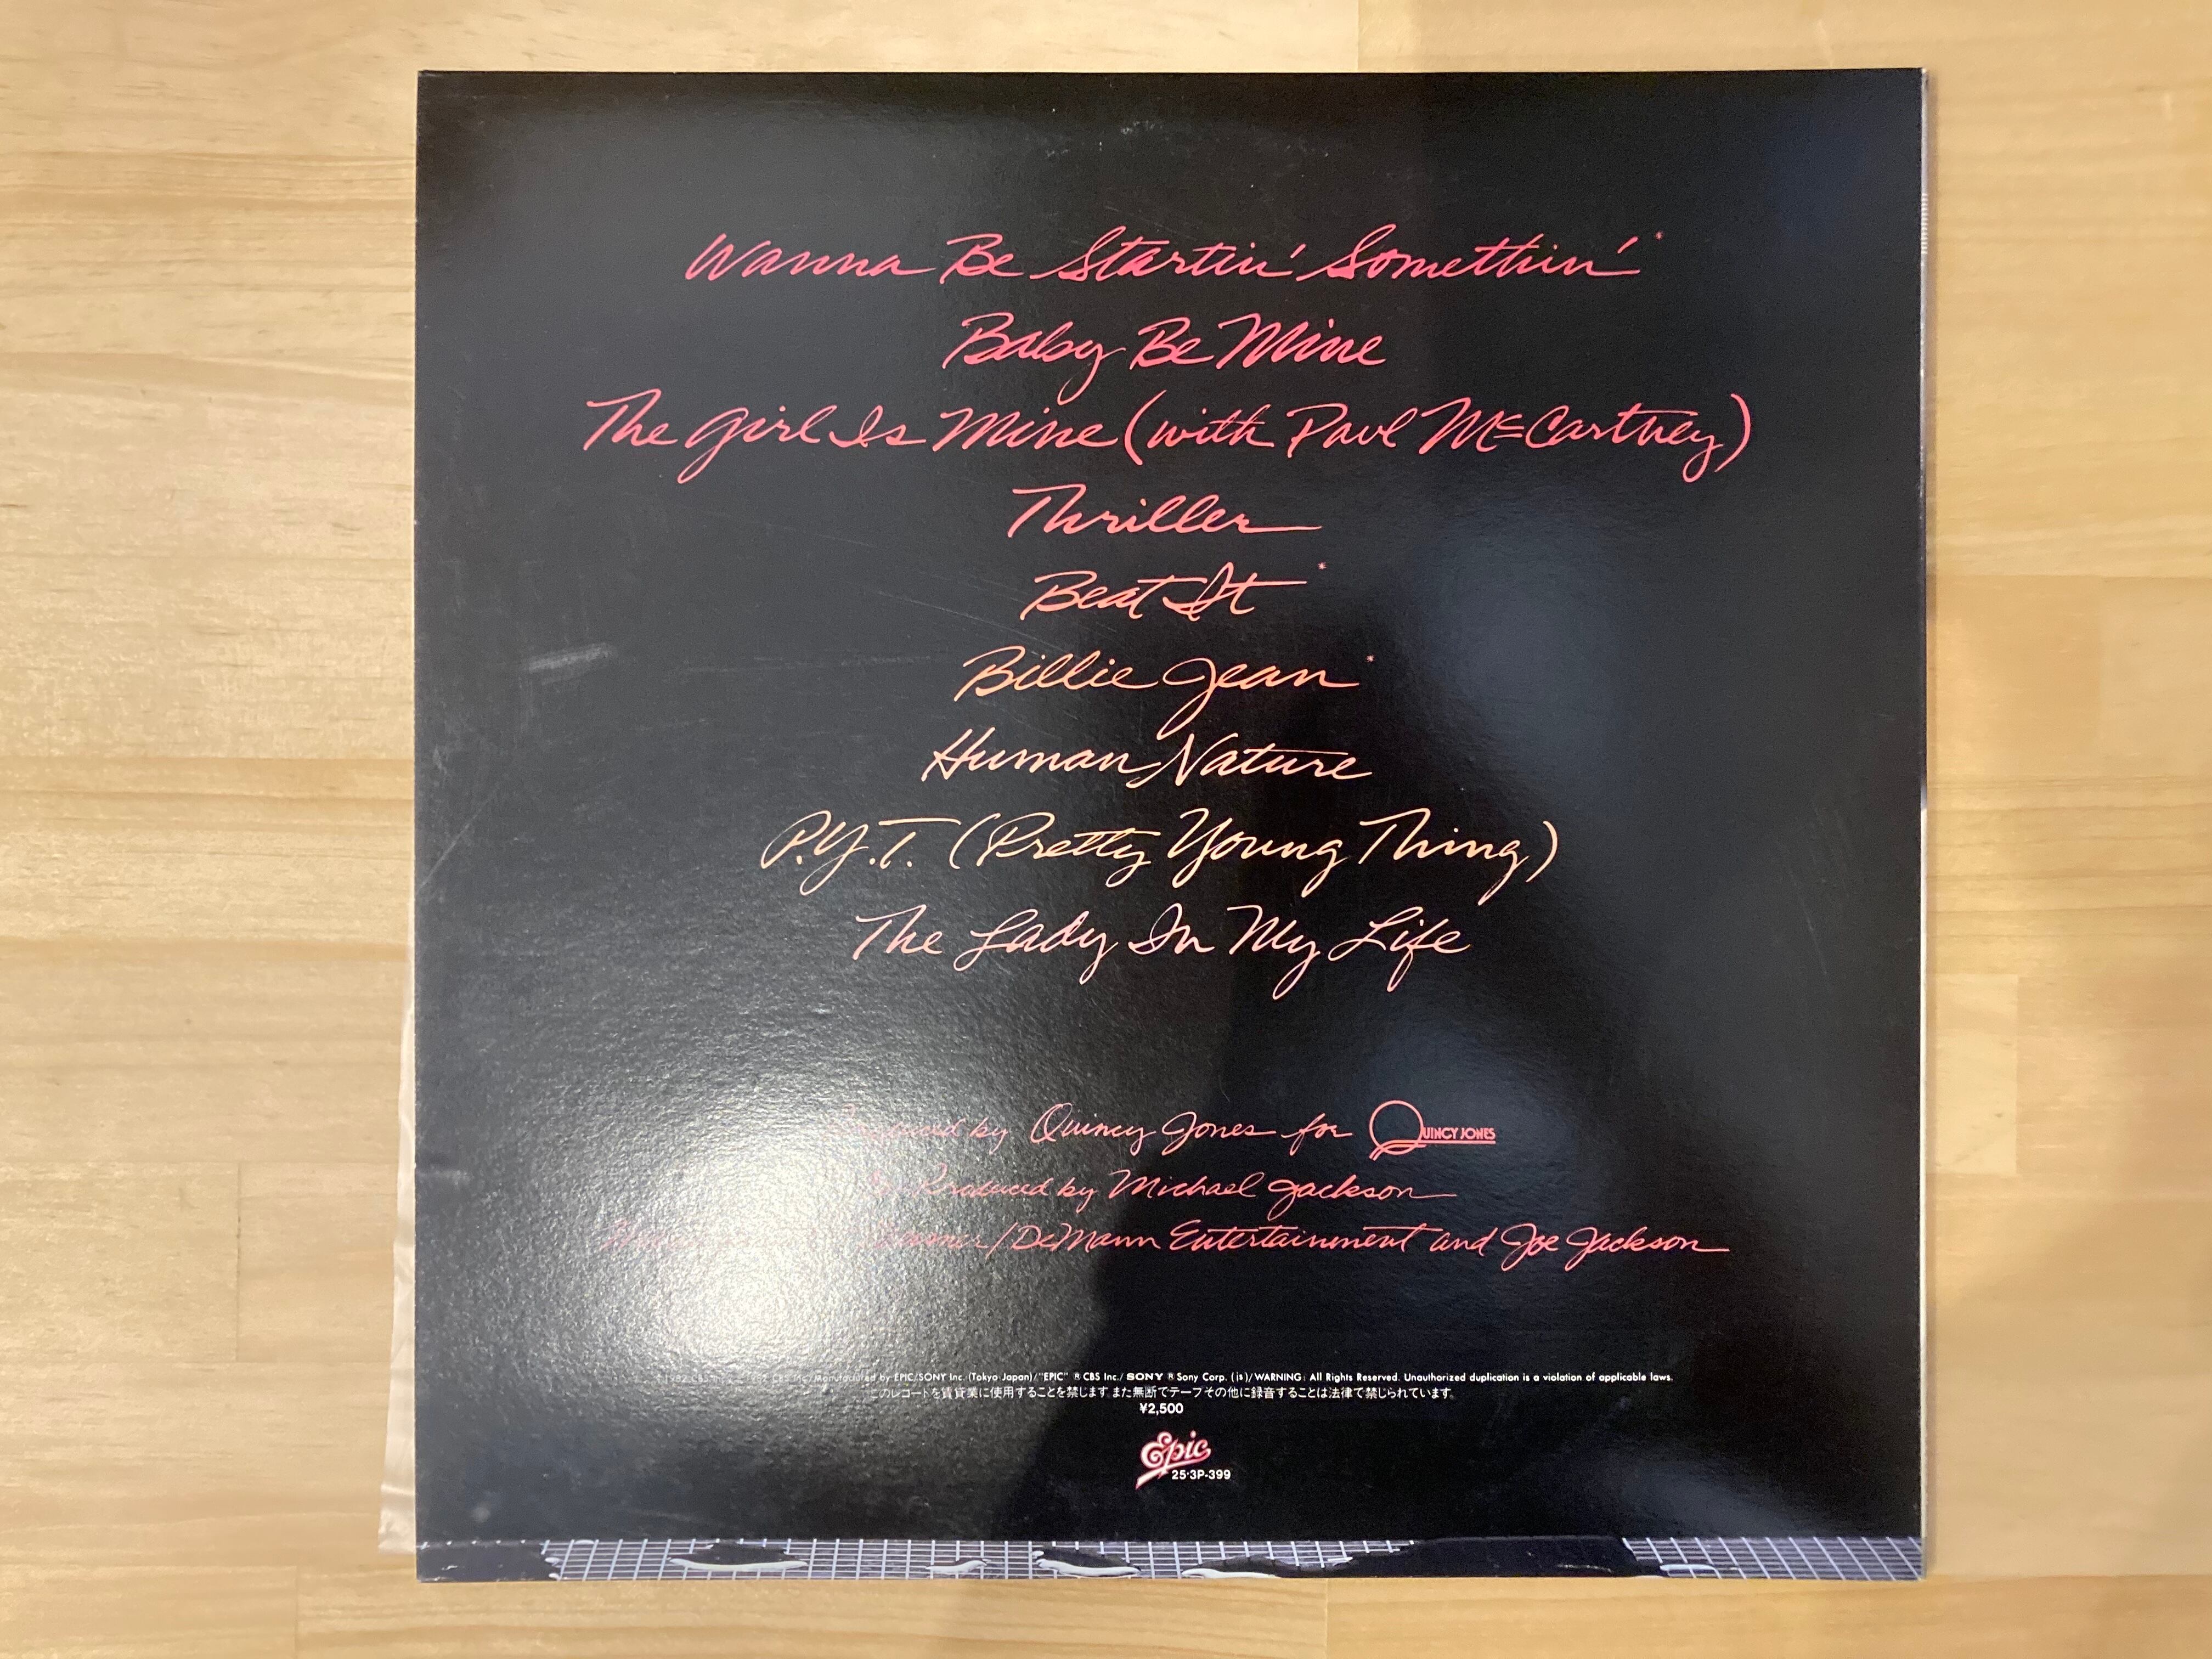 Wanna Be Startin' Somethin'*
Baby Be Mine
The Girl Is Mine (with Paul McCartney)
Thriller
Beat It*
Billie Jean*
Human Nature
P.Y.T. (Pretty Young Thing)
The Lady In My Life
Produced by Quincy Jones for QUINCY JONES
Produced by Michael Jackson
Weisner/DeMann Entertainment and Joe Jackson
1982 CBS Inc./Manufactured by EPIC/SONY Inc. (Tokyo Japan)/"EPIC" ® CBS Inc./SONY ® Sony Corp. (is)/WARNING: All Rights Reserved. Unauthorized duplication is a violation of applicable laws.
このレコードを賃貸業に使用することを禁じます。また無断でテープその他に録音することは法律で禁じられています。
¥2,500
Epic
25·3P-399